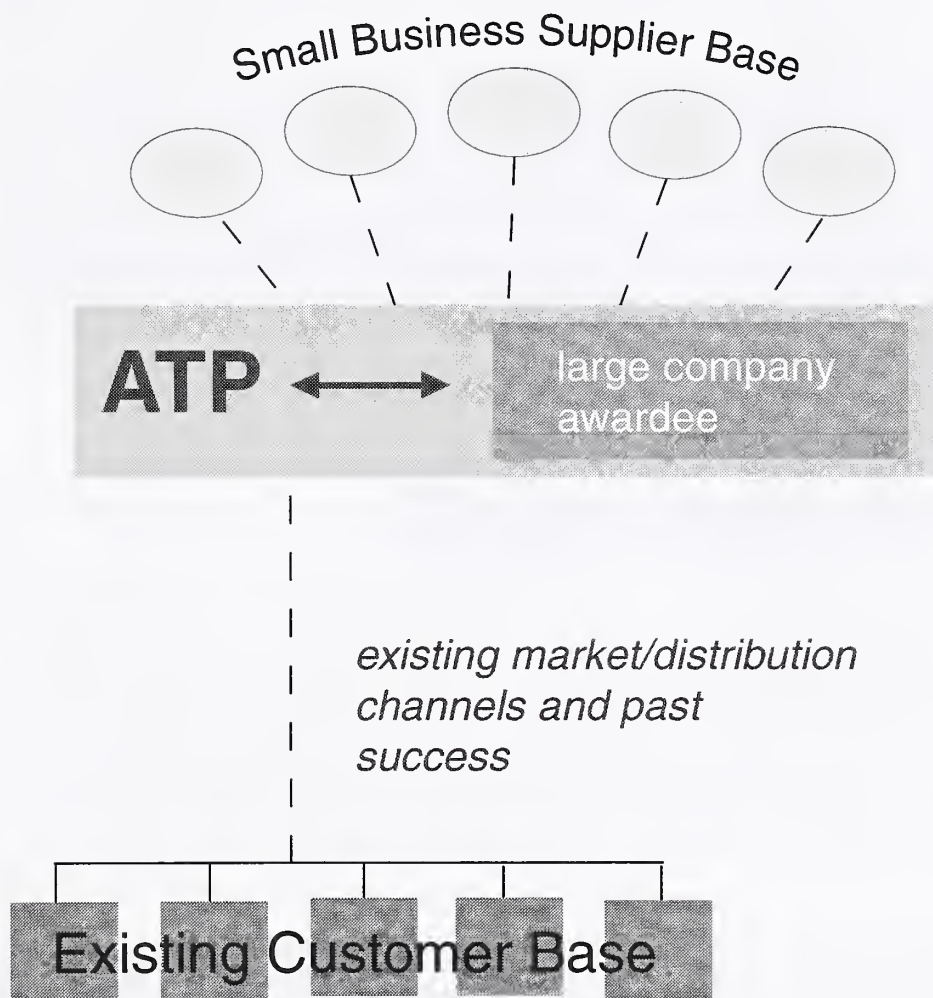 Small Business Supplier Base
ATP
large company
awardee
existing market/distribution
channels and past
success
Existing Customer Base